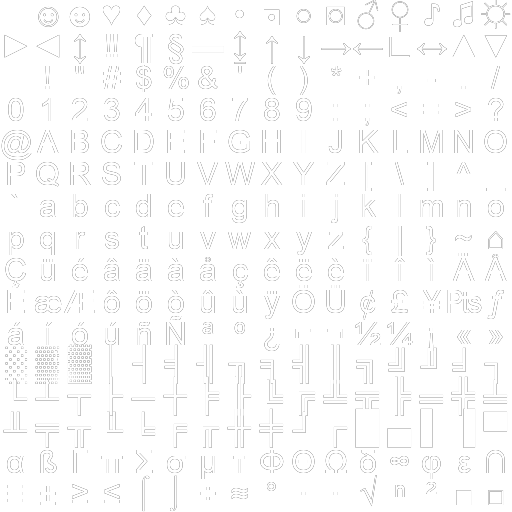 ☺ ☻ ♥ ♦ ♣ ♠ • ◘ ○ ◙ ♂ ♀ ♪ ♫ ☼
► ◄ ↕ ‼ ¶ § ▬ ↨ ↑ ↓ → ← ∟ ↔ ▲ ▼
! " # $ % & ' ( ) * + , - . /
0 1 2 3 4 5 6 7 8 9 : ; < = > ?
@ A B C D E F G H I J K L M N O
P Q R S T U V W X Y Z [ \ ] ^ _
` a b c d e f g h i j k l m n o
p q r s t u v w x y z { | } ~ ⌂
Ç ü é â ä à å ç ê ë è ï î ì Ä Å
É æ Æ ô ö ò û ù ÿ Ö Ü ¢ £ ¥ ₧ ƒ
á í ó ú ñ Ñ ª º ¿ ⌐ ¬ ½ ¼ ¡ « »
░ ▒ ▓ │ ┤ ╡ ╢ ╖ ╕ ╣ ║ ╗ ╝ ╜ ╛ ┐
└ ┴ ┬ ├ ─ ┼ ╞ ╟ ╚ ╔ ╩ ╦ ╠ ═ ╬ ╧
╨ ╤ ╥ ╙ ╘ ╒ ╓ ╫ ╪ ┘ ┌ █ ▄ ▌ ▐ ▀
α ß Γ π Σ σ µ τ Φ Θ Ω δ ∞ φ ε ∩
≡ ± ≥ ≤ ⌠ ⌡ ÷ ≈ ° ∙ · √ ⁿ ² ■ □